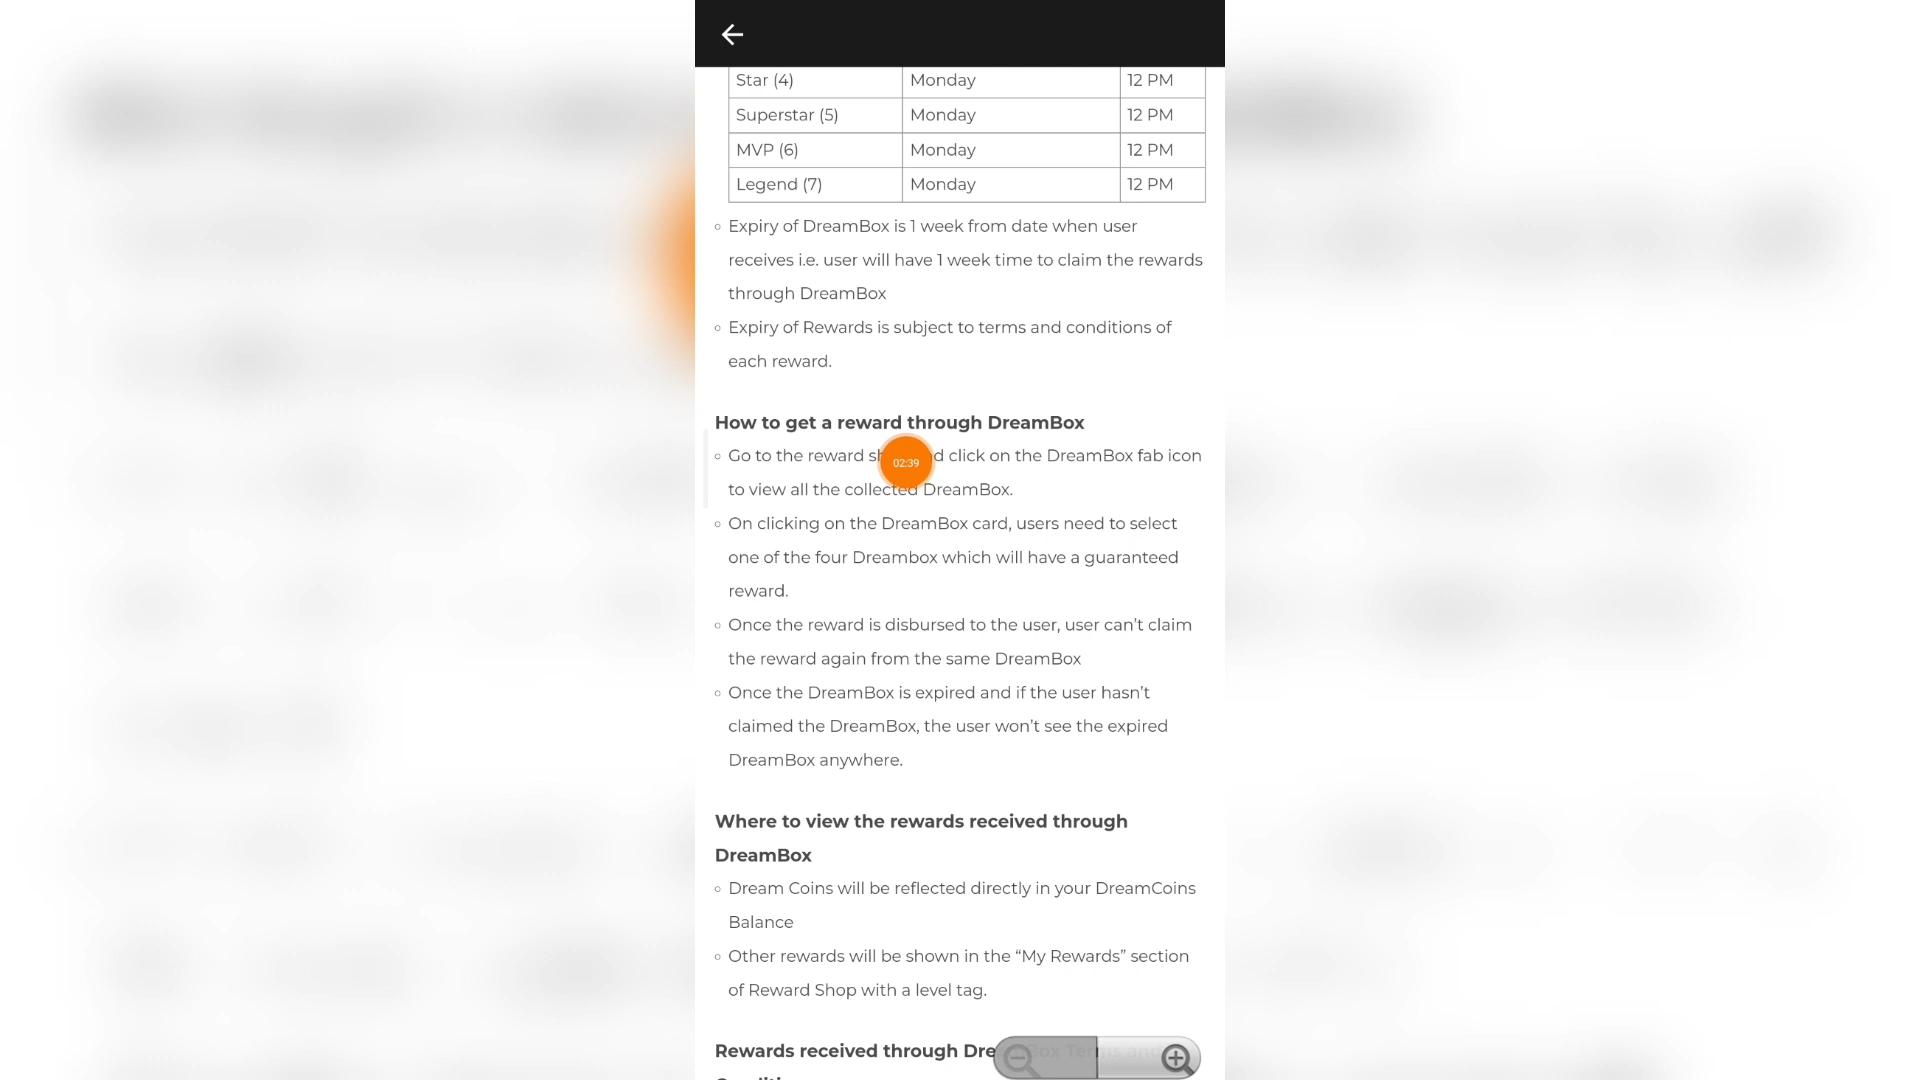 Star (4) Monday 12 PM
Superstar (5) Monday 12 PM
MVP (6) Monday 12 PM
Legend (7) Monday 12 PM
Expiry of DreamBox is 1 week from date when user
receives i.e. user will have 1 week time to claim the rewards
through DreamBox
Expiry of Rewards is subject to terms and conditions of
each reward.
How to get a reward through DreamBox
Go to the reward click on the DreamBox fab icon
02:39
to view all the collected DreamBox.
On clicking on the DreamBox card, users need to select
one of the four Dreambox which will have a guaranteed
reward.
Once the reward is disbursed to the user, user can't claim
the reward again from the same DreamBox
Once the DreamBox is expired and if the user hasn't
claimed the DreamBox, the user won't see the expired
DreamBox anywhere.
Where to view the rewards received through
DreamBox
Dream Coins will be reflected directly in your DreamCoins
Balance
Other rewards will be shown in the “My Rewards” section
of Reward Shop with a level tag.
Rewards received through DreamBox Terms and